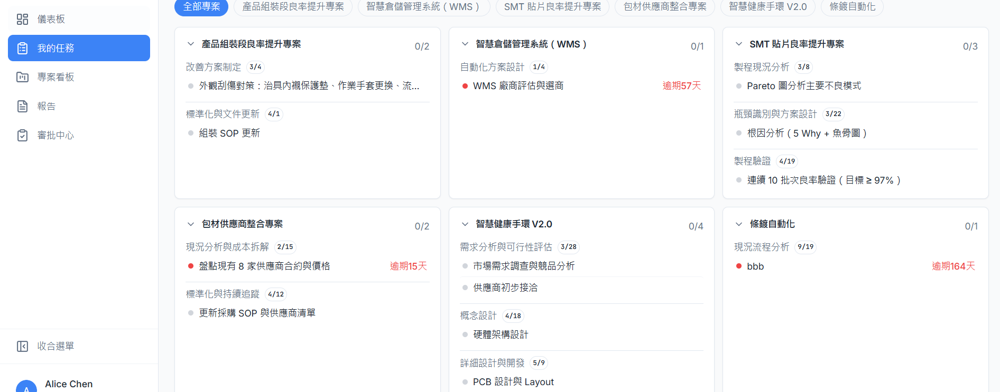 儀表板
我的任務
專案看板
報告
審批中心
收合選單
A
Alice Chen
全部專案
產品組裝段良率提升專案
智慧倉儲管理系統（WMS）
SMT 貼片良率提升專案
包材供應商整合專案
智慧健康手環 V2.0
條鍍自動化
產品組裝段良率提升專案 0/2
改善方案制定 3/4
外觀刮傷對策：治具內襯保護墊、作業手套更換、流...
標準化與文件更新 4/1
組裝 SOP 更新
智慧倉儲管理系統（WMS） 0/1
自動化方案設計 1/4
WMS 廠商評估與選商 逾期57天
SMT 貼片良率提升專案 0/3
製程現況分析 3/8
Pareto 圖分析主要不良模式
瓶頸識別與方案設計 3/22
根因分析（5 Why + 魚骨圖）
製程驗證 4/19
連續 10 批次良率驗證（目標 ≥ 97%）
包材供應商整合專案 0/2
現況分析與成本拆解 2/15
盤點現有 8 家供應商合約與價格 逾期15天
標準化與持續追蹤 4/12
更新採購 SOP 與供應商清單
智慧健康手環 V2.0 0/4
需求分析與可行性評估 3/28
市場需求調查與競品分析
供應商初步接洽
概念設計 4/18
硬體架構設計
詳細設計與開發 5/9
PCB 設計與 Layout
條鍍自動化 0/1
現況流程分析 9/19
bbb 逾期164天